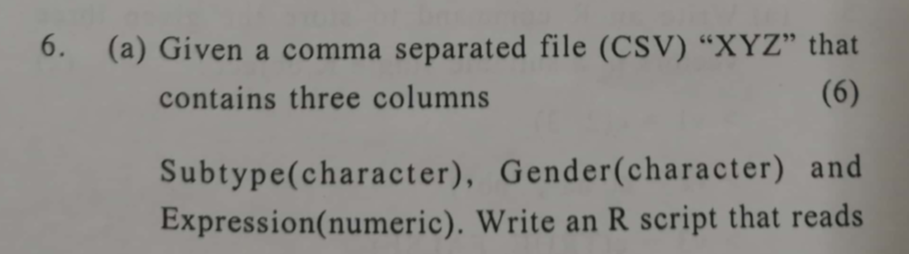 6. (a) Given a comma separated file (CSV) “XYZ” that
contains three columns (6)
Subtype(character), Gender(character) and
Expression(numeric). Write an R script that reads